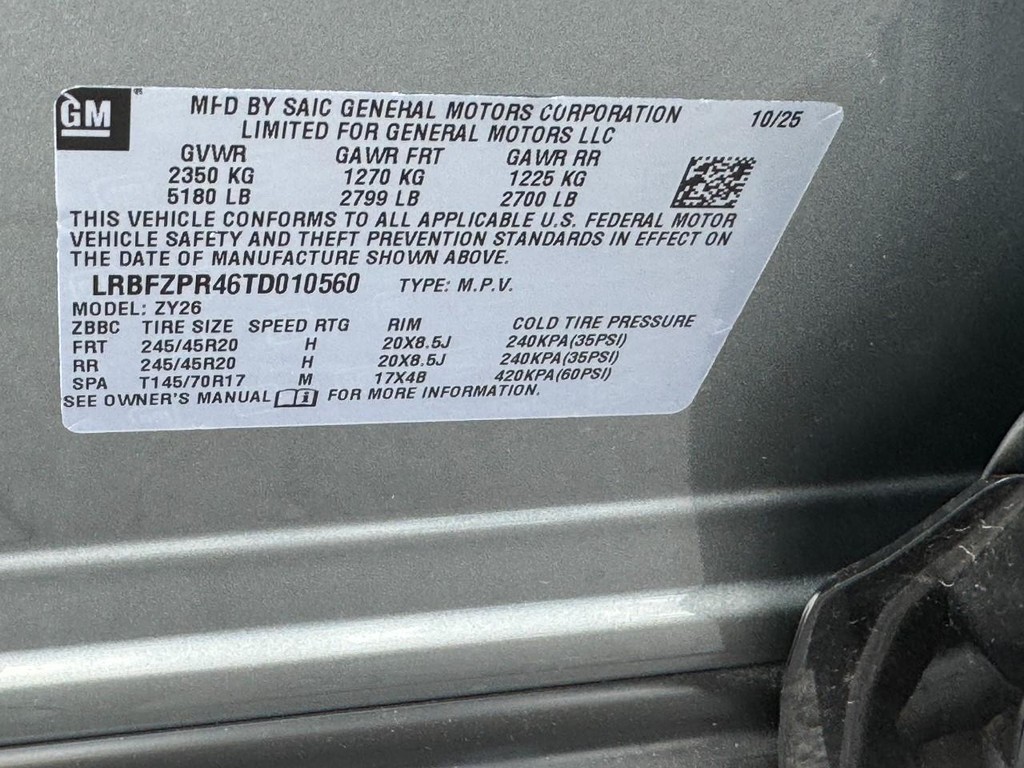 GM
MFD BY SAIC GENERAL MOTORS CORPORATION 10/25
LIMITED FOR GENERAL MOTORS LLC
GVWR GAWR FRT GAWR RR
2350 KG 1270 KG 1225 KG
5180 LB 2799 LB 2700 LB
THIS VEHICLE CONFORMS TO ALL APPLICABLE U.S. FEDERAL MOTOR
VEHICLE SAFETY AND THEFT PREVENTION STANDARDS IN EFFECT ON
THE DATE OF MANUFACTURE SHOWN ABOVE.
LRBFZPR46TD010560 TYPE: M.P.V.
MODEL: ZY26
ZBBC TIRE SIZE SPEED RTG RIM COLD TIRE PRESSURE
FRT 245/45R20 H 20X8.5J 240KPA(35PSI)
RR 245/45R20 H 20X8.5J 240KPA(35PSI)
SPA T145/70R17 M 17X4B 420KPA(60PSI)
SEE OWNER'S MANUAL FOR MORE INFORMATION.